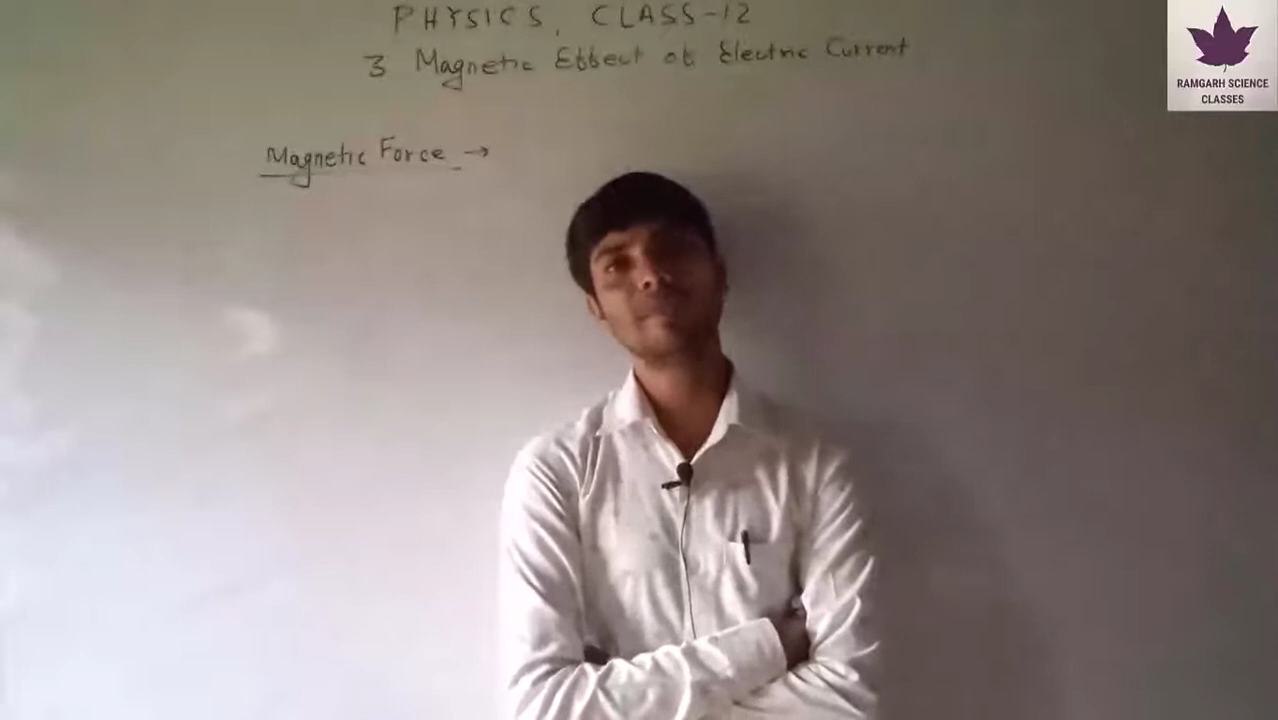 PHYSICS, CLASS-12
3 Magnetic Effect of Electric Current
Magnetic Force →
RAMGARH SCIENCE
CLASSES